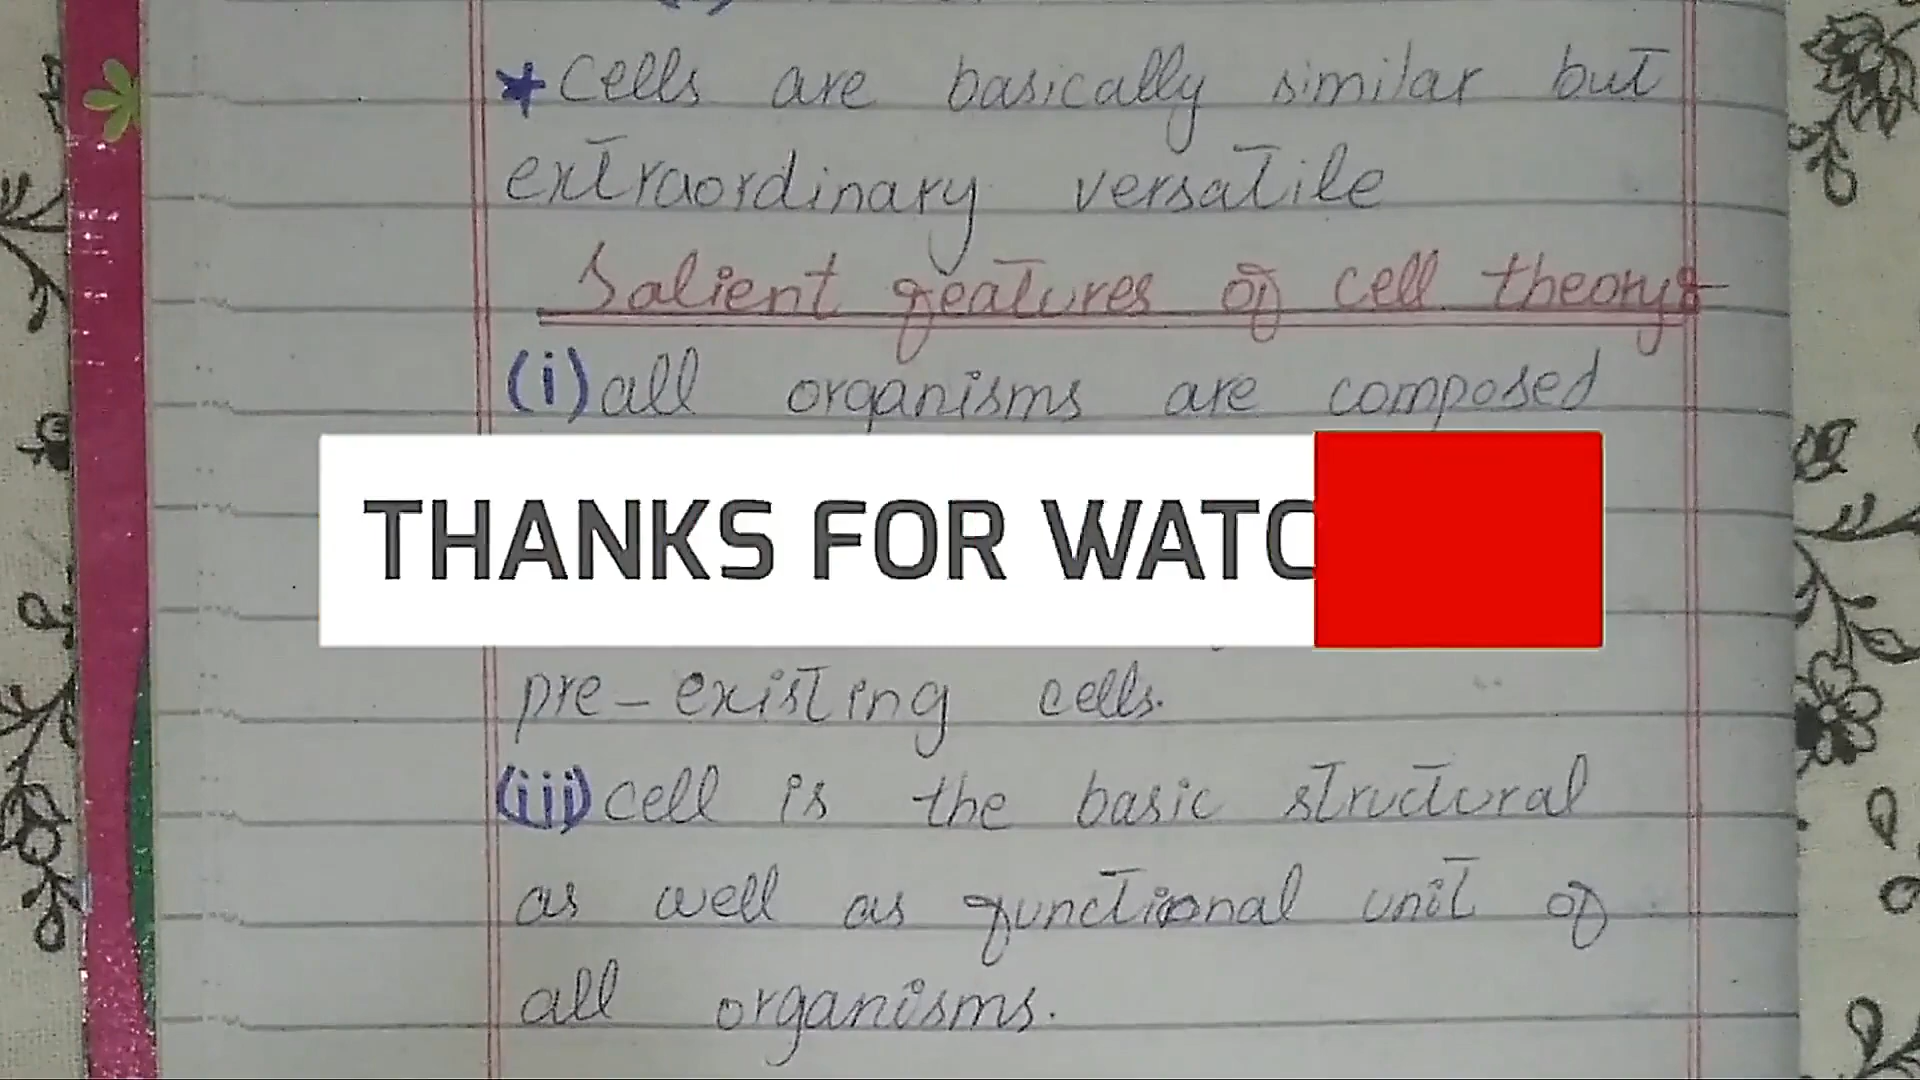 ★ Cells are basically similar but
extraordinary versatile
Salient features of cell theory:-
(i) all organisms are composed
THANKS FOR WATC
pre-existing cells.
(iii) cell is the basic structural
as well as functional unit of
all organisms.